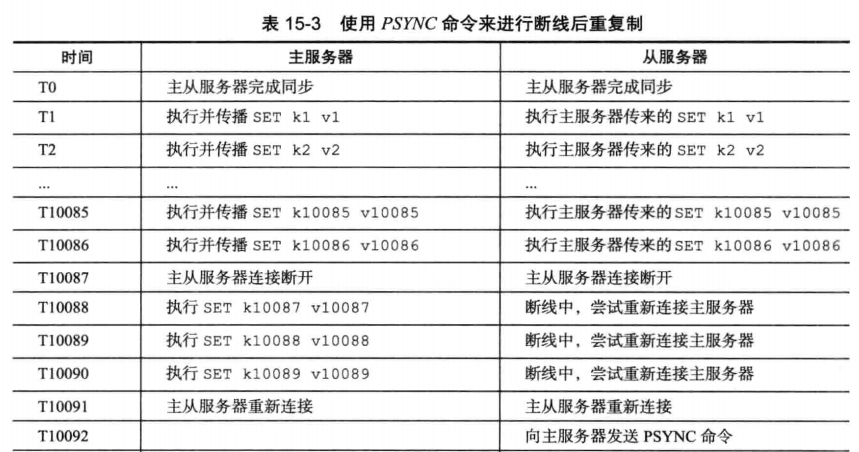 表 15-3 使用 PSYNC 命令来进行断线后重复制
时间 主服务器 从服务器
T0 主从服务器完成同步 主从服务器完成同步
T1 执行并传播 SET k1 v1 执行主服务器传来的 SET k1 v1
T2 执行并传播 SET k2 v2 执行主服务器传来的 SET k2 v2
... ... ...
T10085 执行并传播 SET k10085 v10085 执行主服务器传来的 SET k10085 v10085
T10086 执行并传播 SET k10086 v10086 执行主服务器传来的 SET k10086 v10086
T10087 主从服务器连接断开 主从服务器连接断开
T10088 执行 SET k10087 v10087 断线中，尝试重新连接主服务器
T10089 执行 SET k10088 v10088 断线中，尝试重新连接主服务器
T10090 执行 SET k10089 v10089 断线中，尝试重新连接主服务器
T10091 主从服务器重新连接 主从服务器重新连接
T10092 向主服务器发送 PSYNC 命令